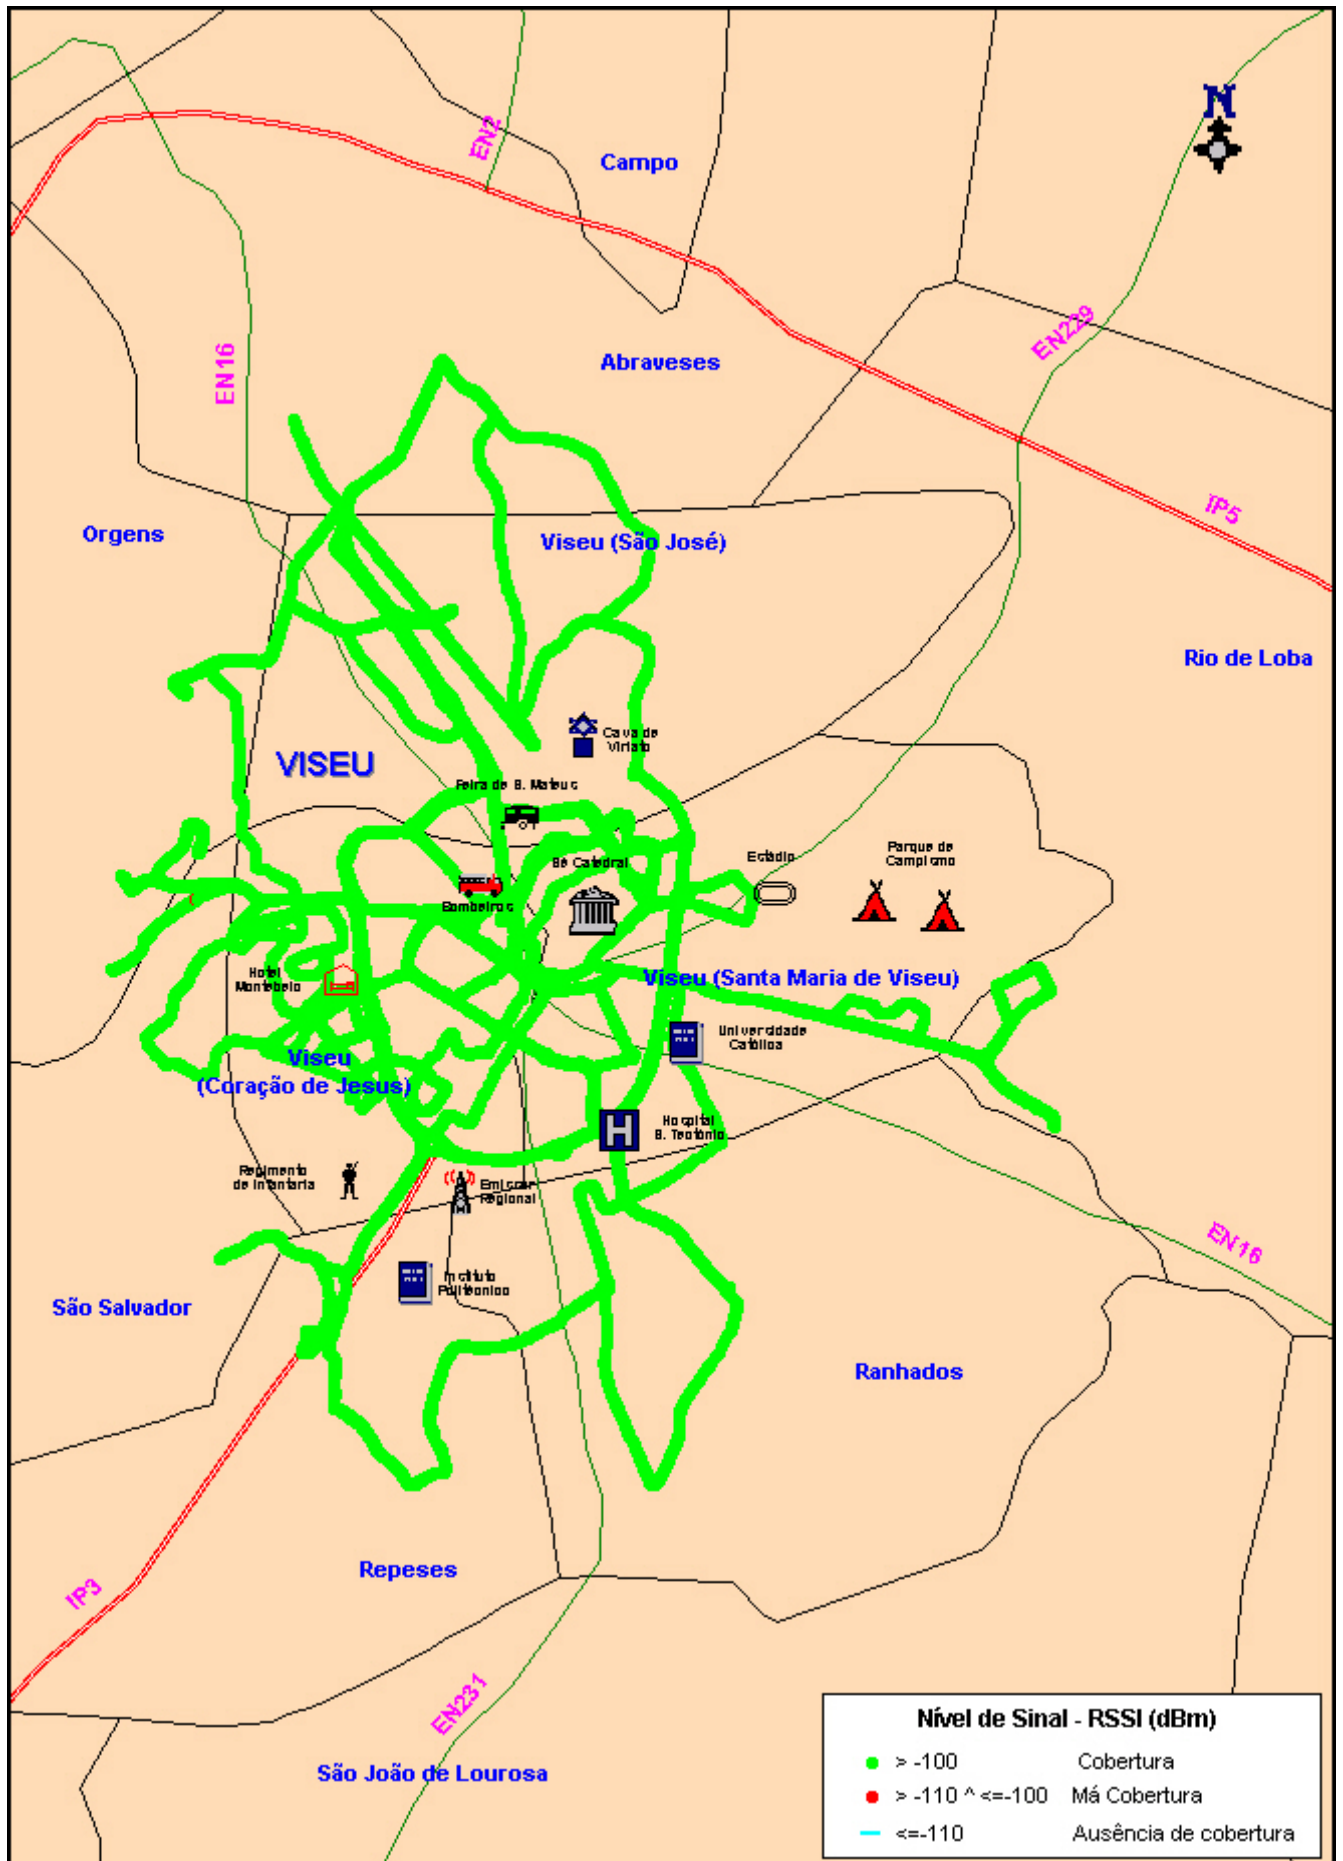 N
EN2
Campo
EN229
Abraveses
EN16
IP5
Orgens
Viseu (São José)
Rio de Loba
Cava de
Viriato
VISEU
Feira de S. Mateus
Sé Catedral
Estádio
Parque de
Campismo
Bombeiros
Hotel
Montebelo
Viseu (Santa Maria de Viseu)
Universidade
Católica
Viseu
(Coração de Jesus)
H
Hospital
S. Teotónio
Regimento
de Infantaria
Emissor
Regional
EN16
Instituto
Politécnico
São Salvador
Ranhados
Repeses
IP3
EN231
São João de Lourosa
Nível de Sinal - RSSI (dBm)
> -100 Cobertura
> -110 ^ <=-100 Má Cobertura
<=-110 Ausência de cobertura